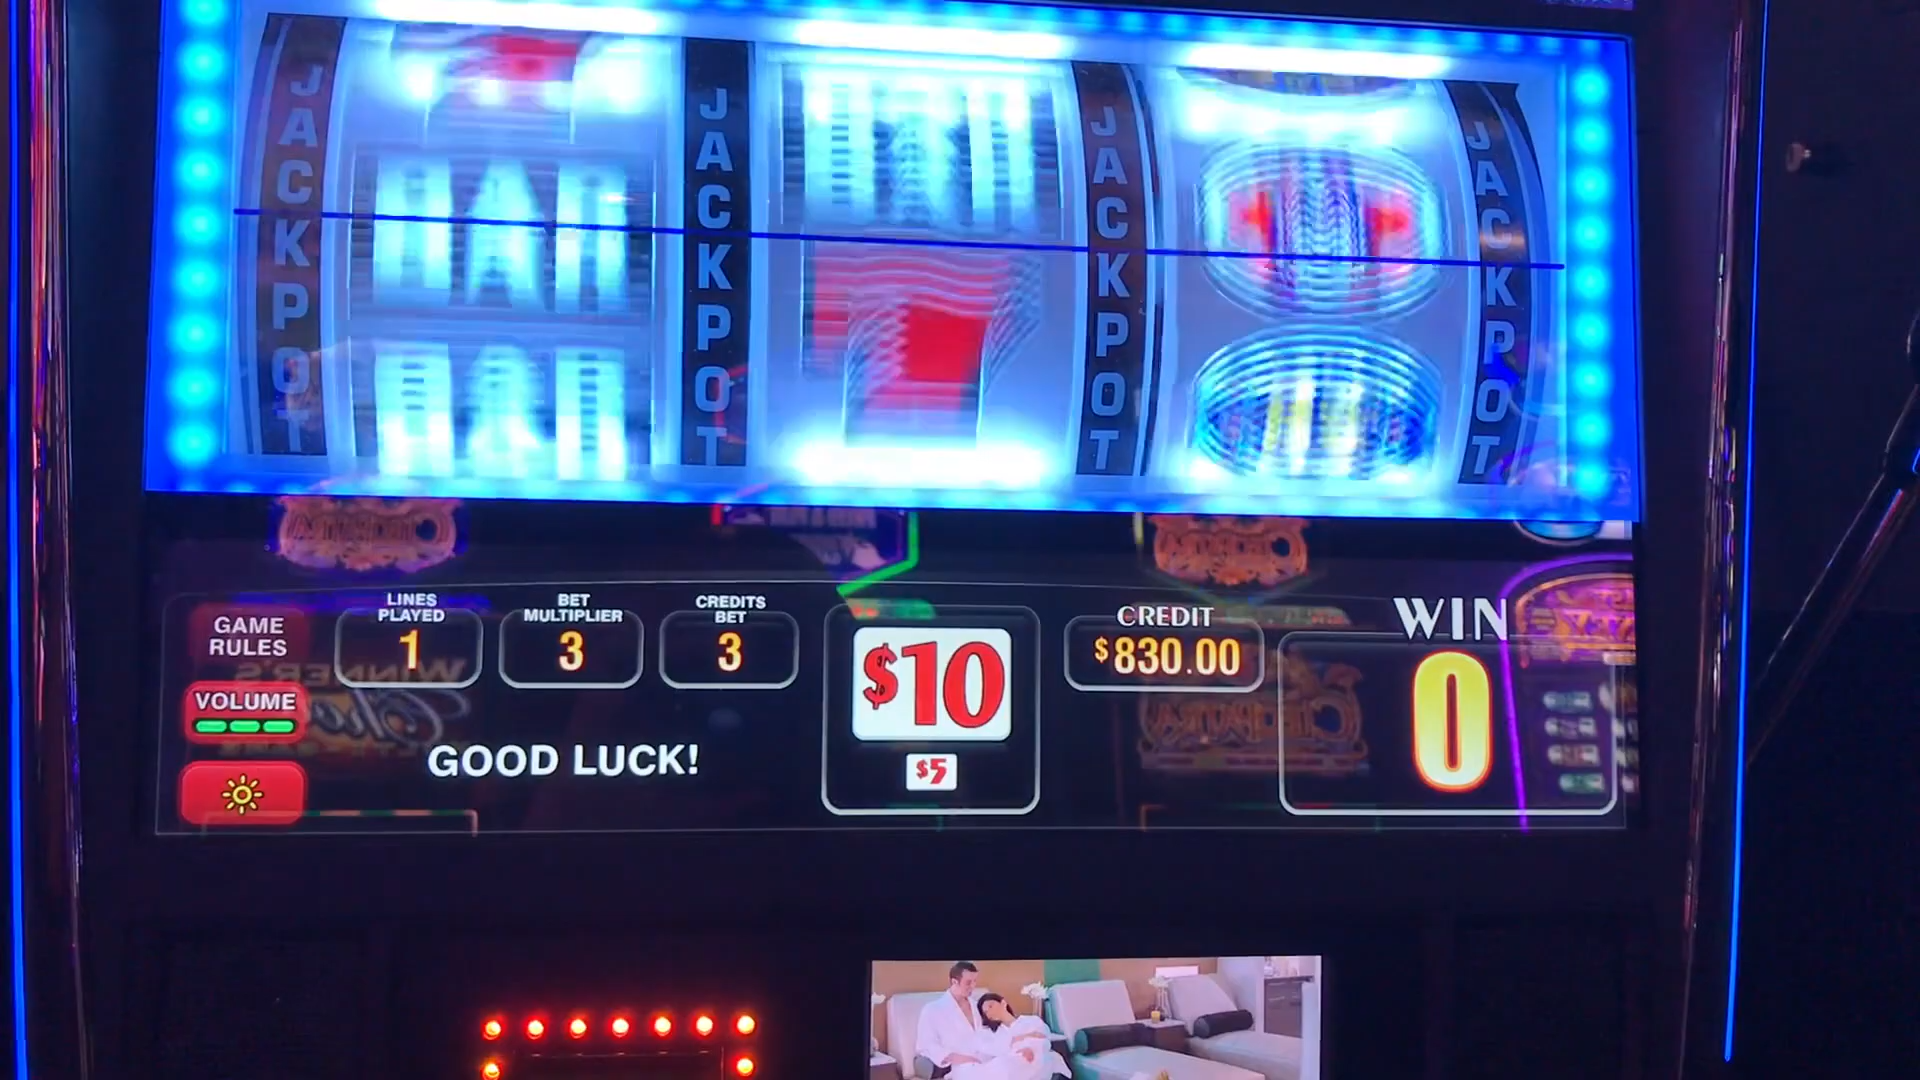 JACKPOT
JACKPOT
JACKPOT
JACKPOT
GAME
RULES
LINES
PLAYED
1
BET
MULTIPLIER
3
CREDITS
BET
3
$10
$5
CREDIT
$830.00
WIN
0
VOLUME
GOOD LUCK!